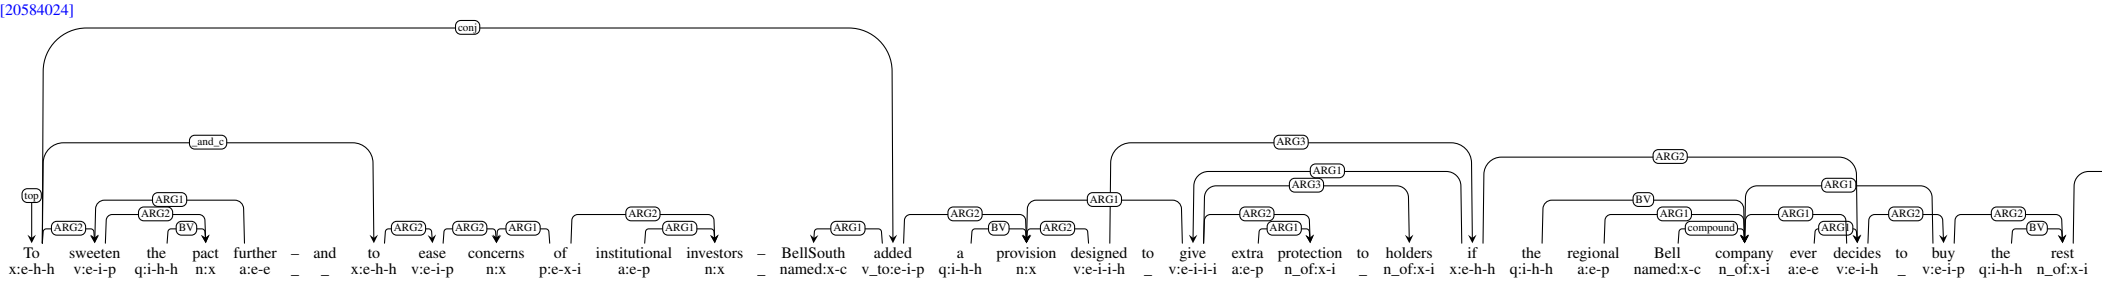 [20584024]
conj
_and_c ARG3
ARG1 ARG2
top ARG3 ARG1
ARG1 ARG1 BV
ARG2 ARG2 ARG2 ARG2 ARG1 ARG2
ARG2 BV ARG2 ARG2 ARG1 ARG1 ARG1 BV ARG2 ARG1 compound ARG1 ARG1 ARG2 BV
To sweeten the pact further – and to ease concerns of institutional investors – BellSouth added a provision designed to give extra protection to holders if the regional Bell company ever decides to buy the rest
x:e-h-h v:e-i-p q:i-h-h n:x a:e-e _ _ x:e-h-h v:e-i-p n:x p:e-x-i a:e-p n:x _ named:x-c v_to:e-i-p q:i-h-h n:x v:e-i-i-h _ v:e-i-i-i a:e-p n_of:x-i _ n_of:x-i x:e-h-h q:i-h-h a:e-p named:x-c n_of:x-i a:e-e v:e-i-h _ v:e-i-p q:i-h-h n_of:x-i